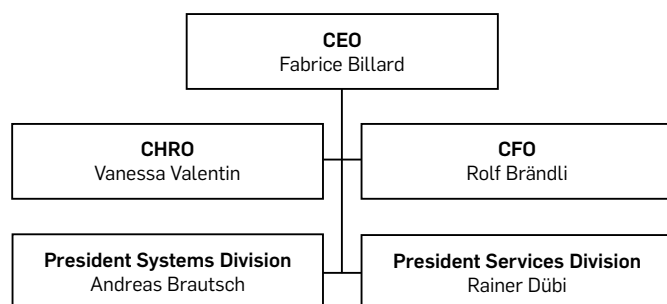 CEO
Fabrice Billard
CHRO
Vanessa Valentin
CFO
Rolf Brändli
President Systems Division
Andreas Brautsch
President Services Division
Rainer Dübi